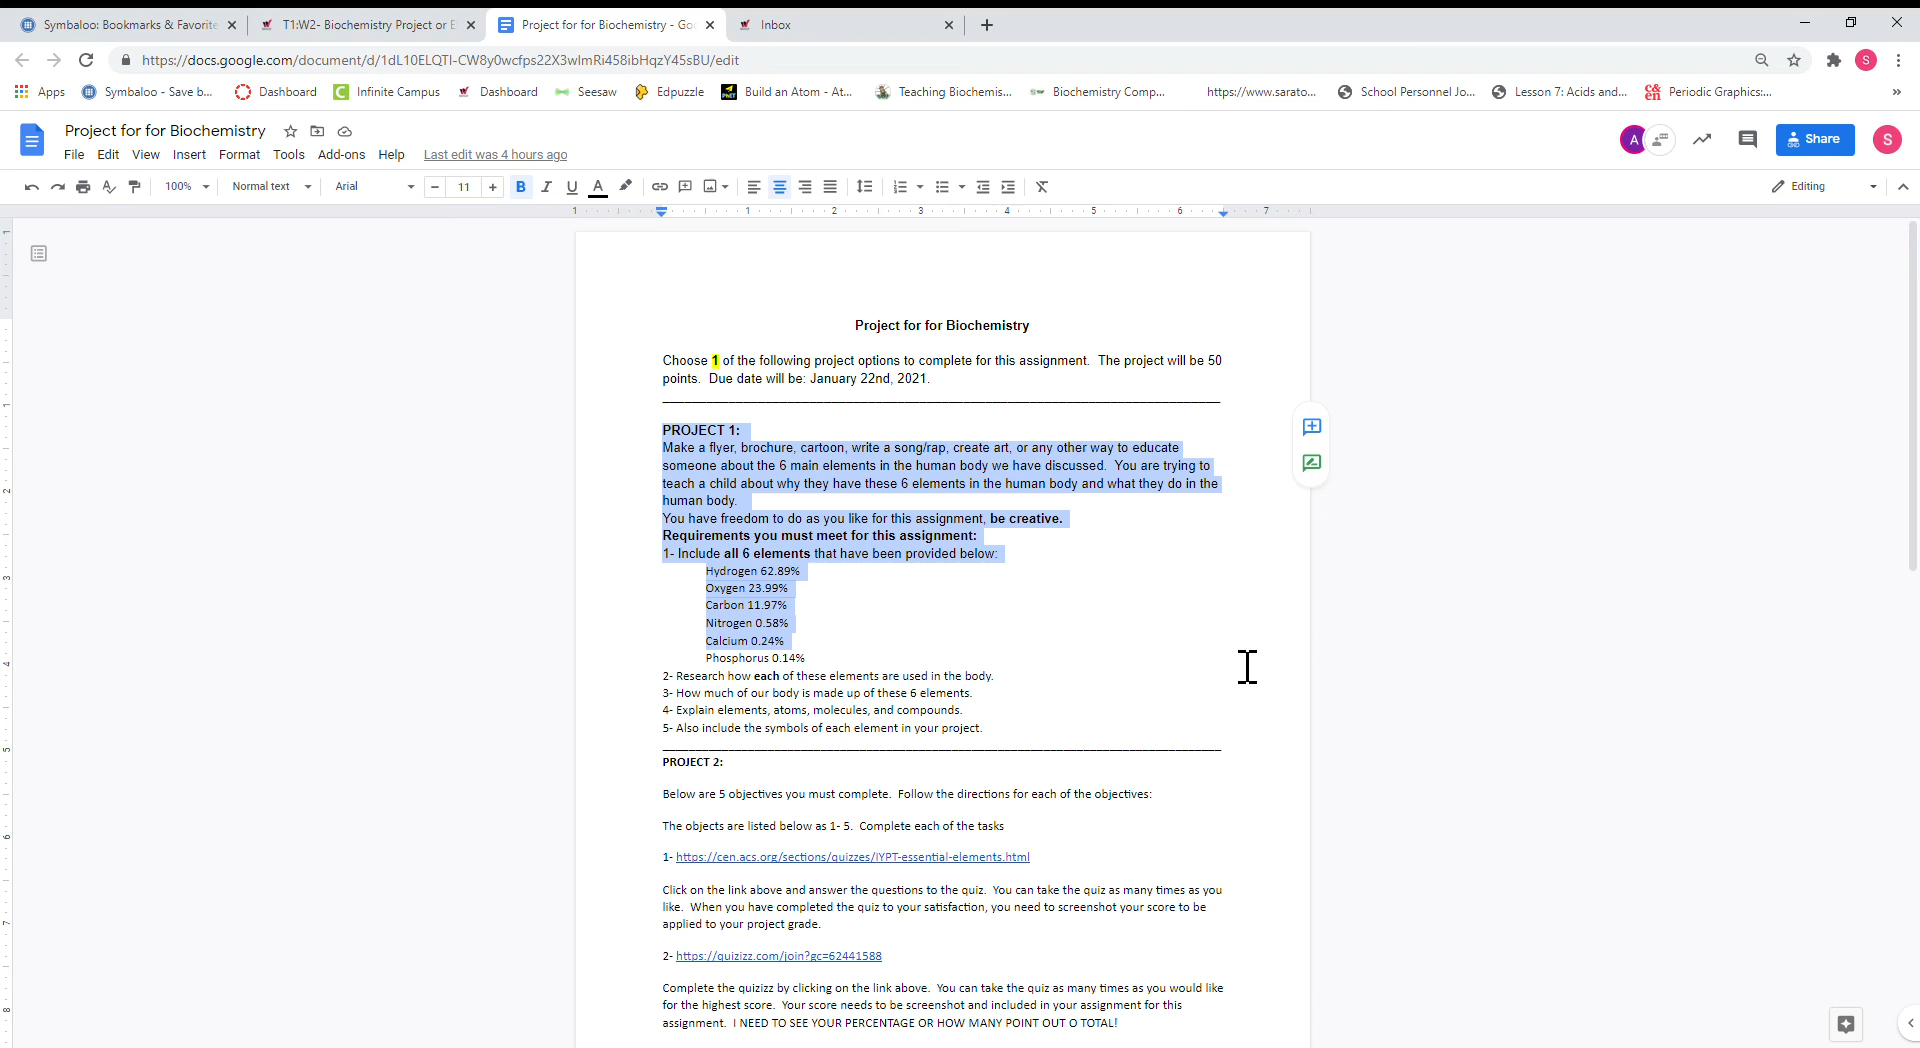 Symbaloo: Bookmarks & Favorite
T1:W2- Biochemistry Project or E
Project for for Biochemistry - Goo
Inbox
https://docs.google.com/document/d/1dL10ELQTI-CW8y0wcfps22X3wlmRi458ibHqzY45sBU/edit
S
Apps
Symbaloo - Save b...
Dashboard
Infinite Campus
Dashboard
Seesaw
Edpuzzle
Build an Atom - At...
Teaching Biochemis...
Biochemistry Comp...
https://www.sarato...
School Personnel Jo...
Lesson 7: Acids and...
Periodic Graphics:...
Project for for Biochemistry
A
Share
S
File Edit View Insert Format Tools Add-ons Help Last edit was 4 hours ago
100% Normal text Arial 11 B I U A Editing
1 1 2 3 4 5 6 7
Project for for Biochemistry
Choose 1 of the following project options to complete for this assignment. The project will be 50
points. Due date will be: January 22nd, 2021.
PROJECT 1:
Make a flyer, brochure, cartoon, write a song/rap, create art, or any other way to educate
someone about the 6 main elements in the human body we have discussed. You are trying to
teach a child about why they have these 6 elements in the human body and what they do in the
human body.
You have freedom to do as you like for this assignment, be creative.
Requirements you must meet for this assignment:
1- Include all 6 elements that have been provided below:
Hydrogen 62.89%
Oxygen 23.99%
Carbon 11.97%
Nitrogen 0.58%
Calcium 0.24%
Phosphorus 0.14%
2- Research how each of these elements are used in the body.
3- How much of our body is made up of these 6 elements.
4- Explain elements, atoms, molecules, and compounds.
5- Also include the symbols of each element in your project.
PROJECT 2:
Below are 5 objectives you must complete. Follow the directions for each of the objectives:
The objects are listed below as 1- 5. Complete each of the tasks
1- https://cen.acs.org/sections/quizzes/IYPT-essential-elements.html
Click on the link above and answer the questions to the quiz. You can take the quiz as many times as you
like. When you have completed the quiz to your satisfaction, you need to screenshot your score to be
applied to your project grade.
2- https://quizizz.com/join?gc=62441588
Complete the quizizz by clicking on the link above. You can take the quiz as many times as you would like
for the highest score. Your score needs to be screenshot and included in your assignment for this
assignment. I NEED TO SEE YOUR PERCENTAGE OR HOW MANY POINT OUT O TOTAL!